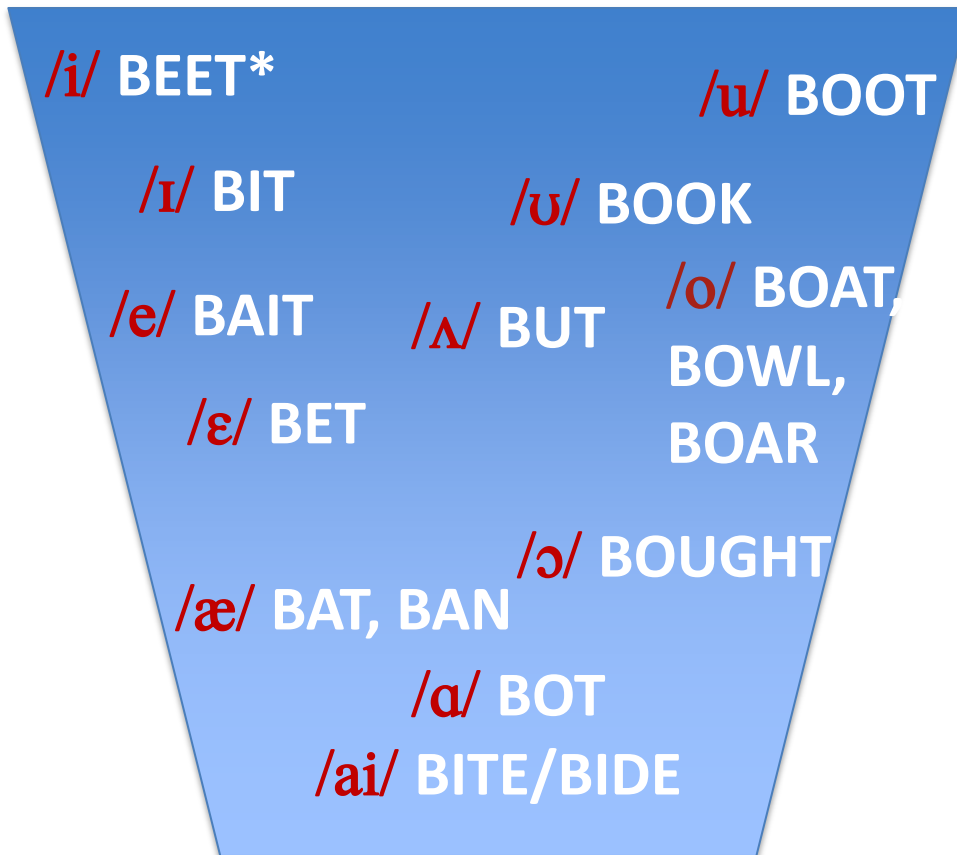 /i/ BEET*
/u/ BOOT
/ɪ/ BIT
/ʊ/ BOOK
/e/ BAIT
/ʌ/ BUT
/o/ BOAT,
BOWL,
BOAR
/ɛ/ BET
/ɔ/ BOUGHT
/æ/ BAT, BAN
/ɑ/ BOT
/ai/ BITE/BIDE